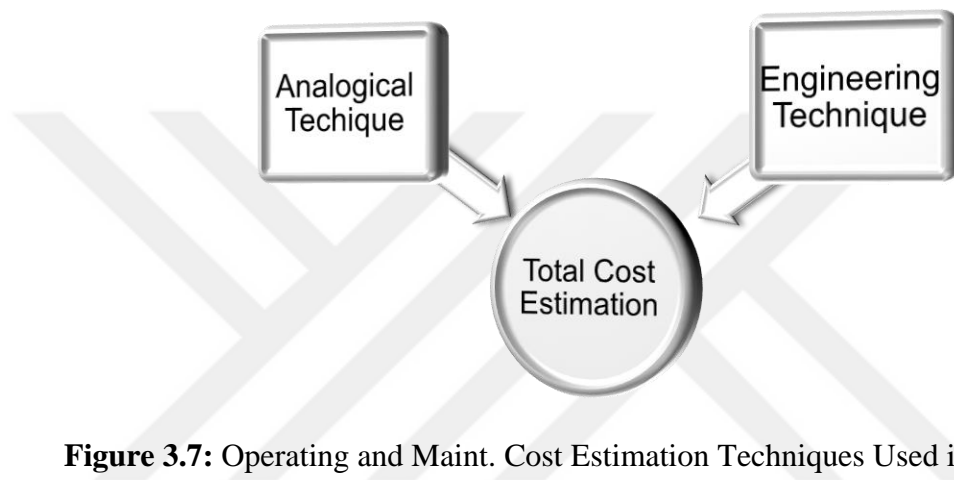 Analogical
Techique
Engineering
Technique
Total Cost
Estimation
Figure 3.7: Operating and Maint. Cost Estimation Techniques Used i